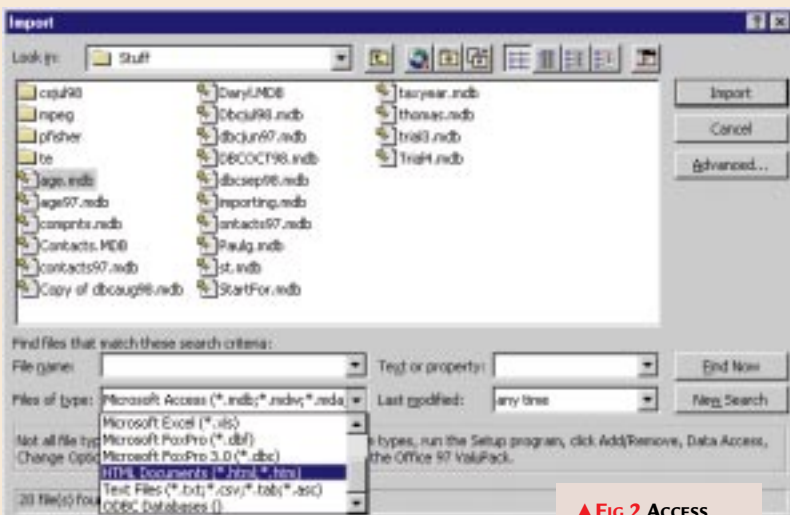 Import
Look in: Stuff
cojul98
mpeg
pfisher
te
age.mdb
age97.mdb
compnts.mdb
Contacts.MDB
contacts97.mdb
Copy of dbcaug98.mdb
Daryl.MDB
Dbcjul98.mdb
dbcjun97.mdb
DBCOCT98.mdb
dbcsep98.mdb
importing.mdb
ontacts97.mdb
Paulg.mdb
st.mdb
StartFor.mdb
taxyear.mdb
thomas.mdb
trial3.mdb
Trial4.mdb
Import
Cancel
Advanced...
Find files that match these search criteria:
File name: Text or property: Find Now
Files of type: Microsoft Access (*.mdb;*.mdw;*.mda Last modified: any time New Search
Microsoft Excel (*.xls)
Microsoft FoxPro (*.dbf)
Microsoft FoxPro 3.0 (*.dbc)
HTML Documents (*.html;*.htm)
Text Files (*.txt;*.csv;*.tab;*.asc)
ODBC Databases ()
Not all file typ types, run the Setup program, click Add/Remove, Data Access,
Change Optio the Office 97 ValuPack.
20 file(s) fou
▲FIG 2 ACCESS